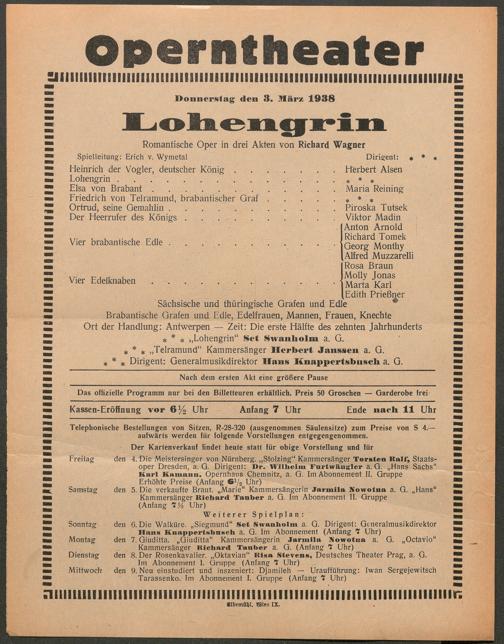 Operntheater
Donnerstag den 3. März 1938
Lohengrin
Romantische Oper in drei Akten von Richard Wagner
Spielleitung: Erich v. Wymetal Dirigent: * * *
Heinrich der Vogler, deutscher König . . . . . . Herbert Alsen
Lohengrin . . . . . . . . . . * * *
Elsa von Brabant . . . . . . . . . Maria Reining
Friedrich von Telramund, brabantischer Graf . . . . . * * *
Ortrud, seine Gemahlin . . . . . . . . Piroska Tutsek
Der Heerrufer des Königs . . . . . . . . Viktor Madin
Vier brabantische Edle . . . . . . . . Anton Arnold
Richard Tomek
Georg Monthy
Alfred Muzzarelli
Vier Edelknaben . . . . . . . . Rosa Braun
Molly Jonas
Marta Karl
Edith Prießner
Sächsische und thüringische Grafen und Edle
Brabantische Grafen und Edle, Edelfrauen, Mannen, Frauen, Knechte
Ort der Handlung: Antwerpen — Zeit: Die erste Hälfte des zehnten Jahrhunderts
* * * „Lohengrin" Set Swanholm a. G.
* * * „Telramund" Kammersänger Herbert Janssen a. G.
* * * Dirigent: Generalmusikdirektor Hans Knappertsbusch a. G.
Nach dem ersten Akt eine größere Pause
Das offizielle Programm nur bei den Billetteuren erhältlich. Preis 50 Groschen — Garderobe frei
Kassen-Eröffnung vor 6½ Uhr Anfang 7 Uhr Ende nach 11 Uhr
Telephonische Bestellungen von Sitzen, R-28-320 (ausgenommen Säulensitze) zum Preise von S 4.—
aufwärts werden für folgende Vorstellungen entgegengenommen.
Der Kartenverkauf findet heute statt für obige Vorstellung und für
Freitag den 4. Die Meistersinger von Nürnberg. „Stolzing" Kammersänger Torsten Ralf, Staats-
oper Dresden, a. G. Dirigent: Dr. Wilhelm Furtwängler a. G. „Hans Sachs"
Karl Kamann, Opernhaus Chemnitz, a. G. Im Abonnement II. Gruppe
Erhöhte Preise (Anfang 6½ Uhr)
Samstag den 5. Die verkaufte Braut. „Marie" Kammersängerin Jarmila Nowotna a. G. „Hans"
Kammersänger Richard Tauber a. G. Im Abonnement II. Gruppe
(Anfang 7½ Uhr)
Weiterer Spielplan:
Sonntag den 6. Die Walküre. „Siegmund" Set Swanholm a. G. Dirigent: Generalmusikdirektor
Hans Knappertsbusch a. G. Im Abonnement (Anfang 7 Uhr)
Montag den 7. Giuditta. „Giuditta" Kammersängerin Jarmila Nowotna a. G. „Octavio"
Kammersänger Richard Tauber a. G. (Anfang 7 Uhr)
Dienstag den 8. Der Rosenkavalier. „Oktavian" Risa Stevens, Deutsches Theater Prag, a. G.
Im Abonnement I. Gruppe (Anfang 7 Uhr)
Mittwoch den 9. Neu einstudiert und inszeniert: Djamileh — Uraufführung: Iwan Sergejewitsch
Tarassenko. Im Abonnement I. Gruppe (Anfang 7 Uhr)
Elbemühl, Wien IX.